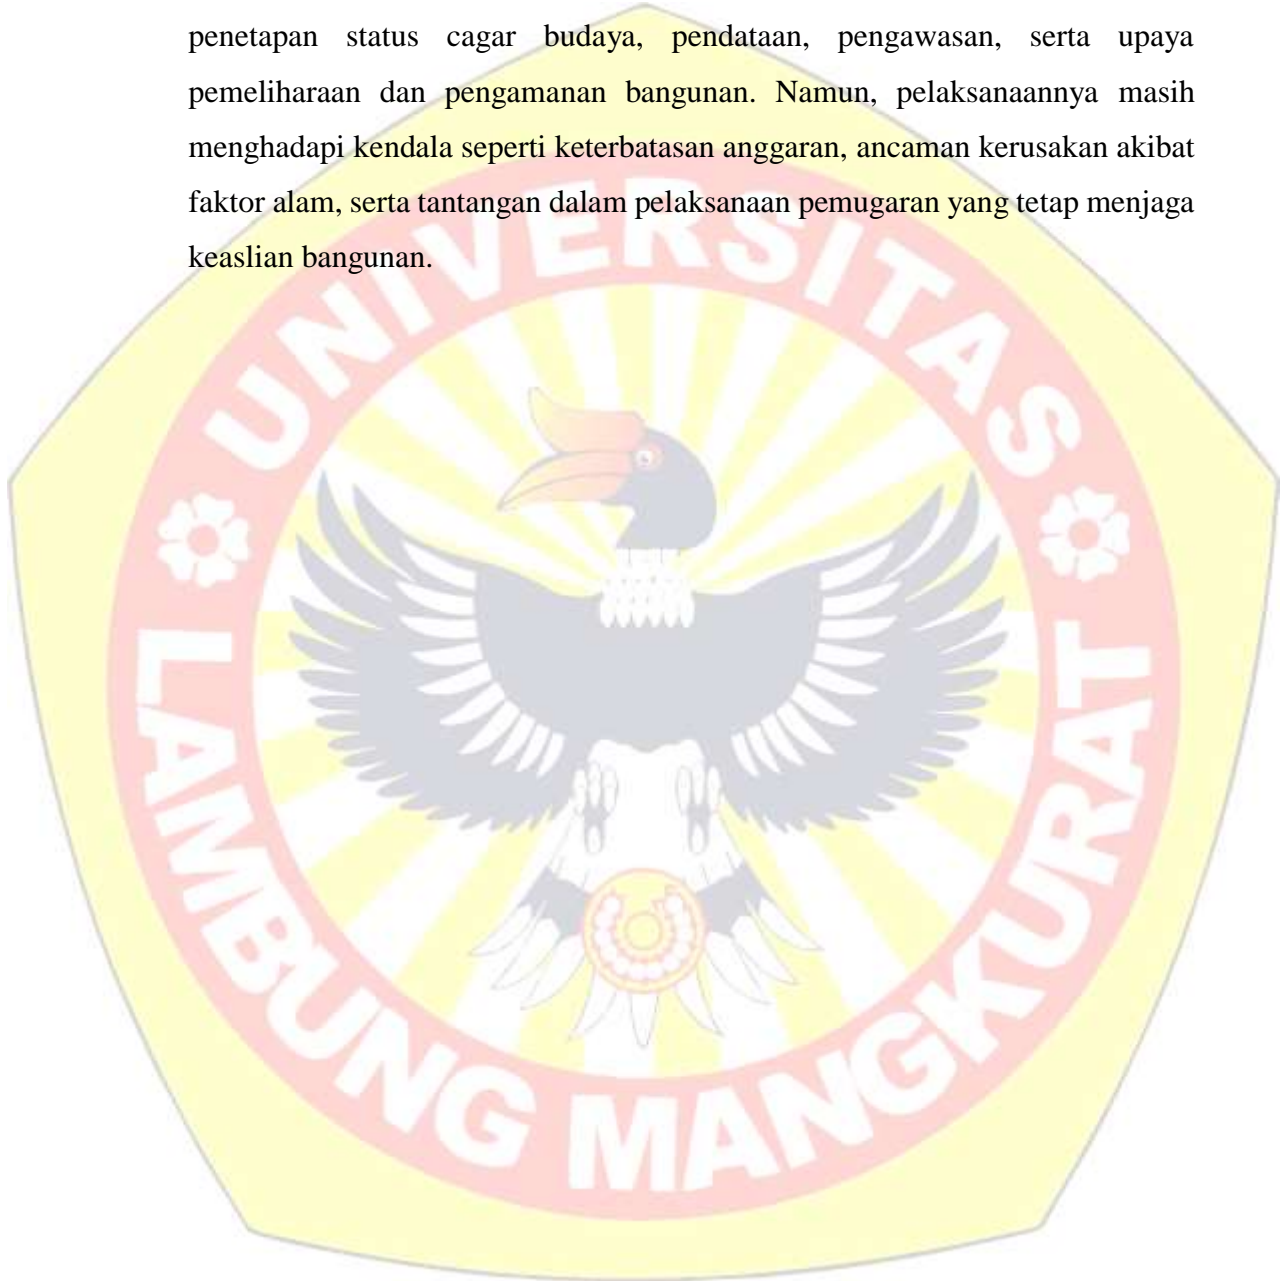 penetapan status cagar budaya, pendataan, pengawasan, serta upaya
pemeliharaan dan pengamanan bangunan. Namun, pelaksanaannya masih
menghadapi kendala seperti keterbatasan anggaran, ancaman kerusakan akibat
faktor alam, serta tantangan dalam pelaksanaan pemugaran yang tetap menjaga
keaslian bangunan.
UNIVERSITAS
LAMBUNG MANGKURAT